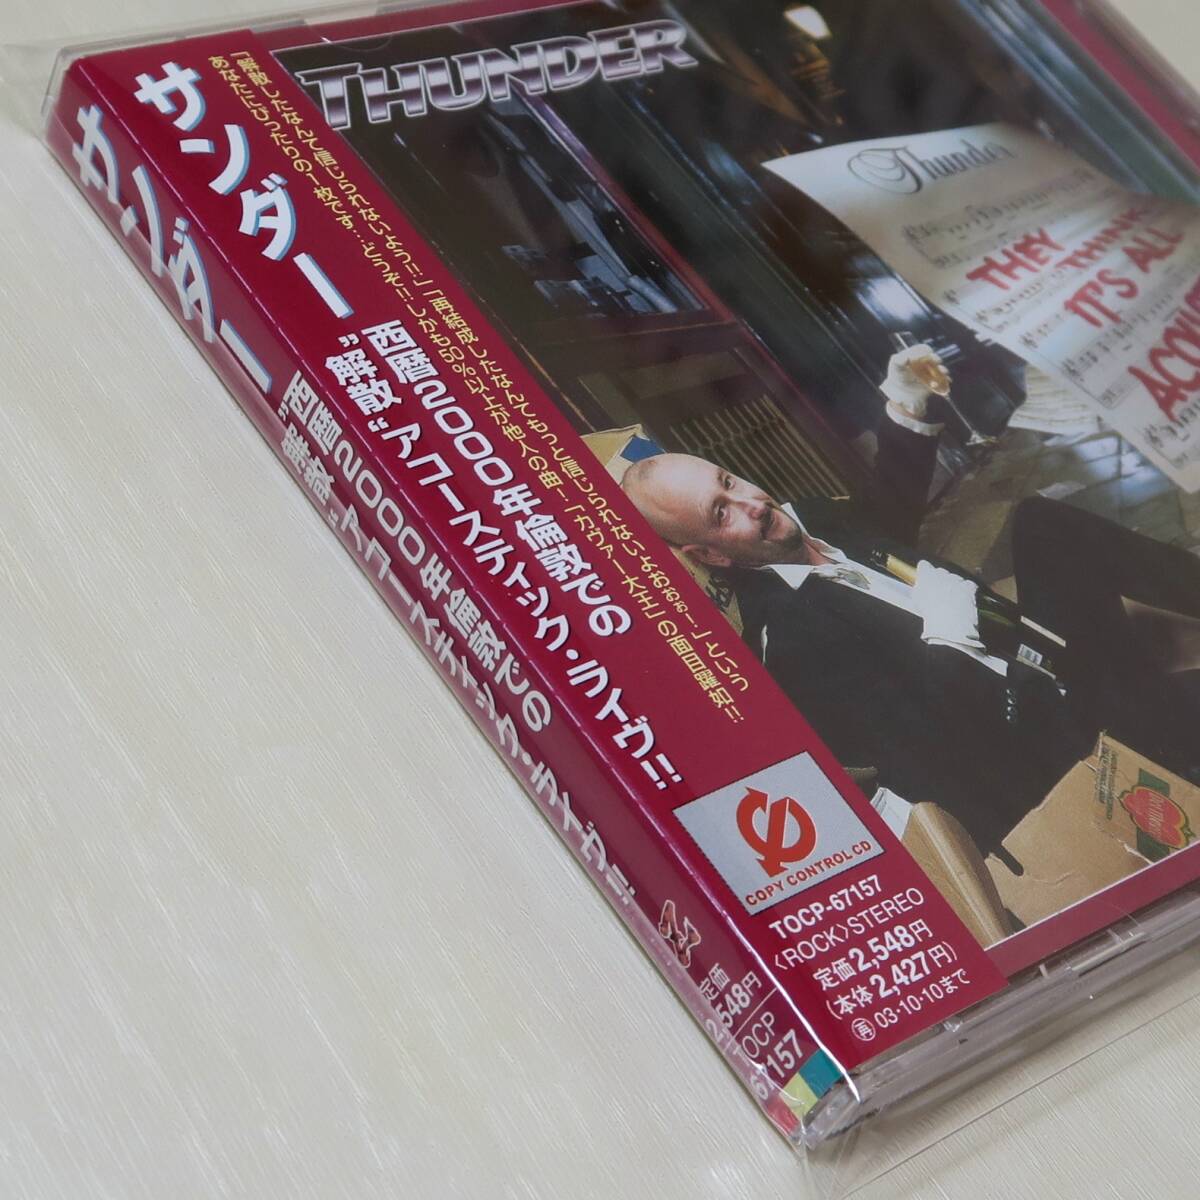 THUNDER
Thunder
THEY THINK
IT'S ALL
サンダー
「解散したなんて信じられないよう!!」「再結成したなんてもっと信じられないよおぉぉ!」という
あなたにぴったりの1枚です…どうぞ!!しかも50%以上が他人の曲!「カヴァー大王」の面目躍如!!
西暦2000年倫敦での
"解散"アコースティック・ライヴ!!
COPY CONTROL CD
TOCP-67157
〈ROCK〉STEREO
定価2,548円
(本体2,427円)
再 03・10・10まで
サンダー
西暦2000年倫敦での
"解散"アコースティック・ライヴ!!
定価
2,548円
TOCP
67157